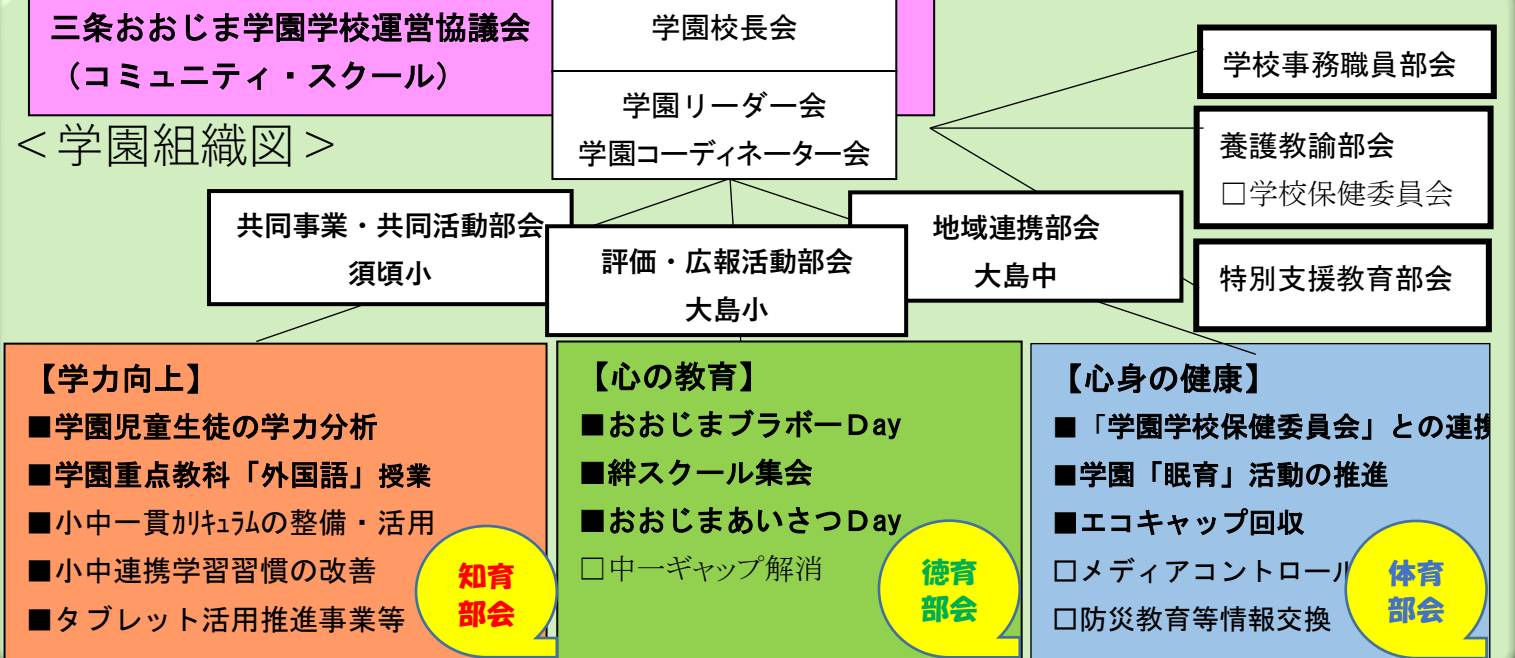 三条おおじま学園学校運営協議会
（コミュニティ・スクール）
学園校長会
学園リーダー会
学園コーディネーター会
＜学園組織図＞
学校事務職員部会
養護教諭部会
□学校保健委員会
特別支援教育部会
共同事業・共同活動部会
須頃小
評価・広報活動部会
大島小
地域連携部会
大島中
【学力向上】
■学園児童生徒の学力分析
■学園重点教科「外国語」授業
■小中一貫ｶﾘｷｭﾗﾑの整備・活用
■小中連携学習習慣の改善
■タブレット活用推進事業等
知育
部会
【心の教育】
■おおじまブラボーＤay
■絆スクール集会
■おおじまあいさつＤay
□中一ギャップ解消
徳育
部会
【心身の健康】
■「学園学校保健委員会」との連携
■学園「眠育」活動の推進
■エコキャップ回収
□メディアコントロール
□防災教育等情報交換
体育
部会